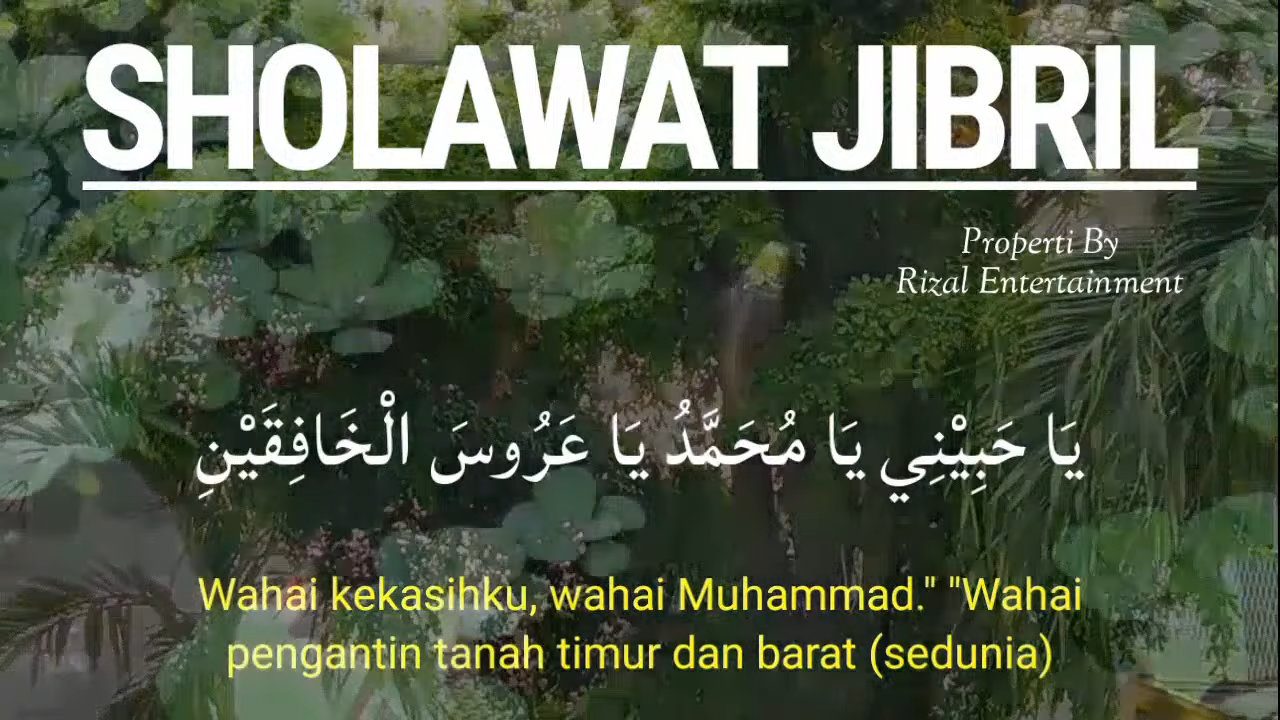 SHOLAWAT JIBRIL
Properti By
Rizal Entertainment
يَا حَبِيْنِي يَا مُحَمَّدُ يَا عَرُوسَ الْخَافِقَيْنِ
Wahai kekasihku, wahai Muhammad." "Wahai
pengantin tanah timur dan barat (sedunia)